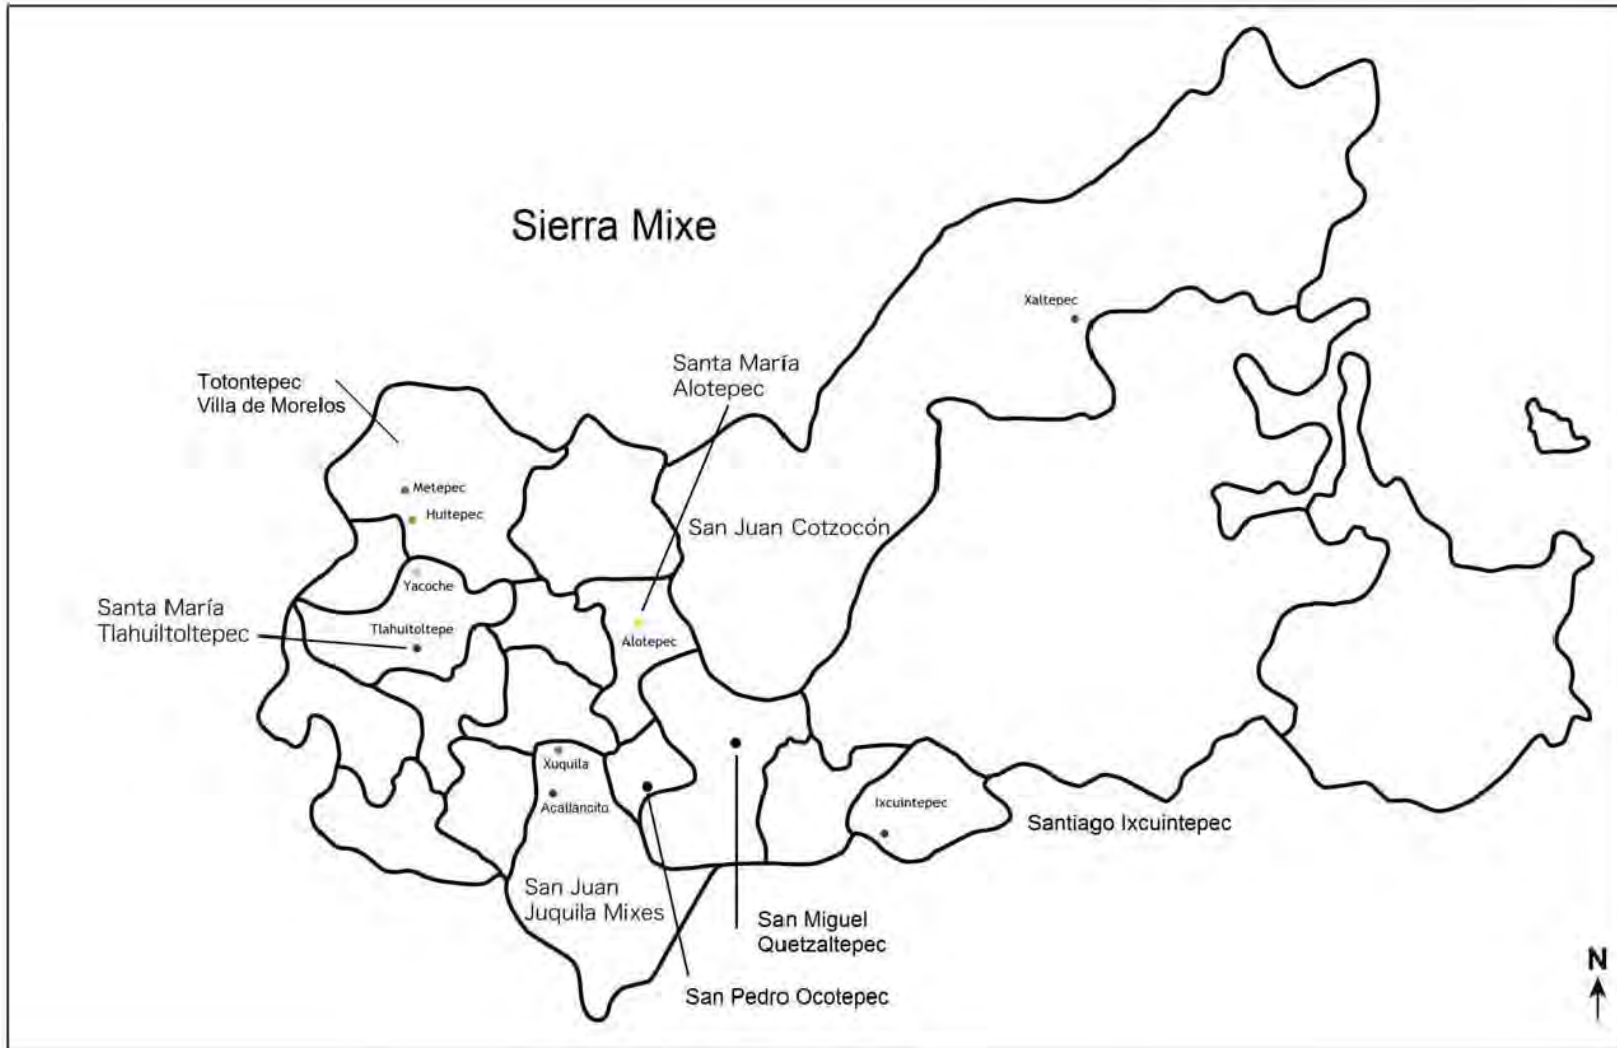 Sierra Mixe
Xaltepec
Santa María
Alotepec
Totontepec
Villa de Morelos
Metepec
Huitepec
San Juan Cotzocón
Yacoche
Santa María
Tlahuiltoltepec
Tlahuitoltepe
Alotepec
Xuquila
Acatlancito
Ixcuintepec
Santiago Ixcuintepec
San Juan
Juquila Mixes
San Miguel
Quetzaltepec
San Pedro Ocotepec
N